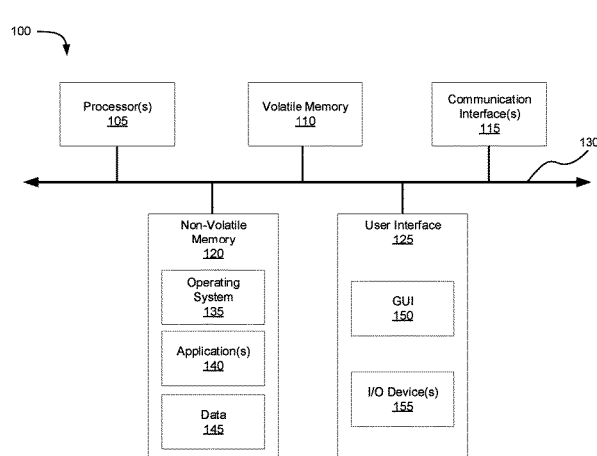 100
Processor(s)
105
Volatile Memory
110
Communication
Interface(s)
115
130
Non-Volatile
Memory
120
Operating
System
135
Application(s)
140
Data
145
User Interface
125
GUI
150
I/O Device(s)
155